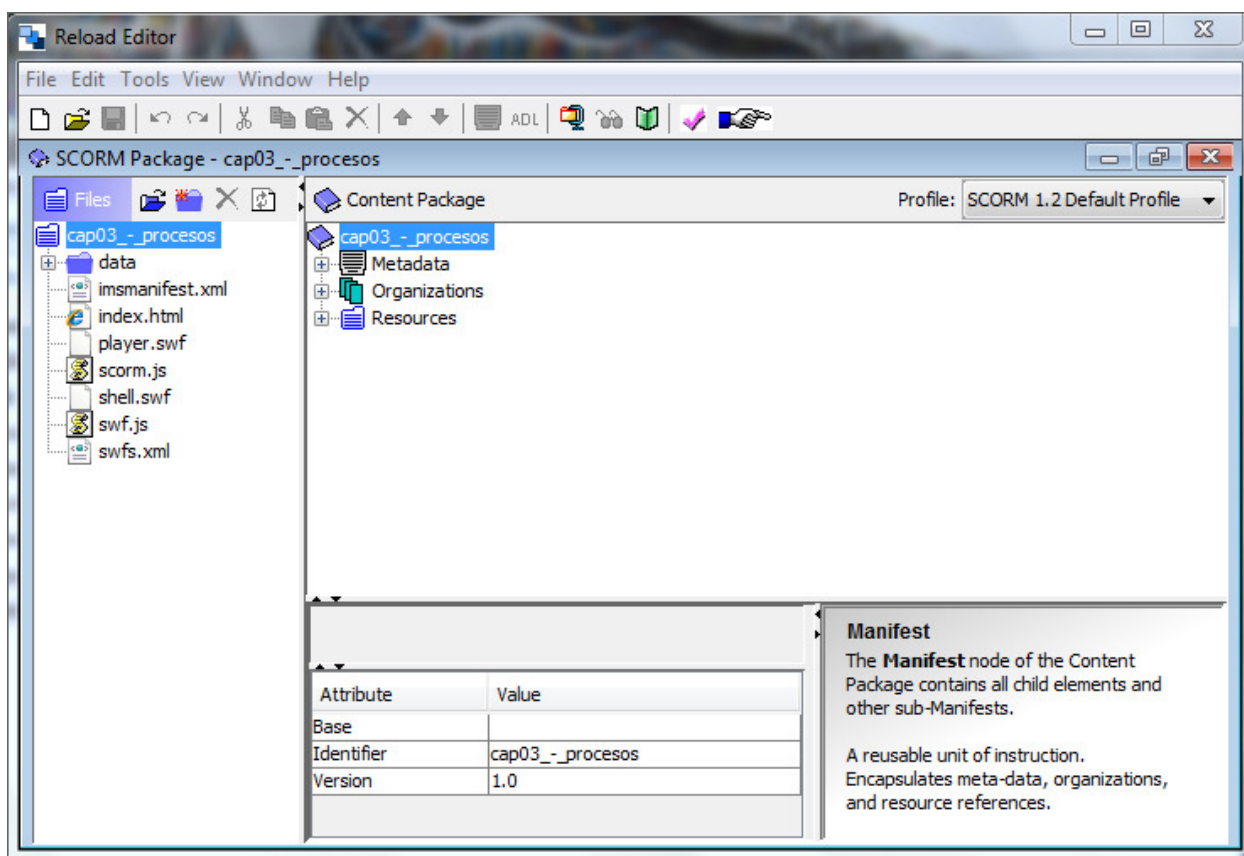 Reload Editor
File Edit Tools View Window Help
ADL
SCORM Package - cap03_-_procesos
Files
Content Package
Profile: SCORM 1.2 Default Profile
cap03_-_procesos
data
imsmanifest.xml
index.html
player.swf
scorm.js
shell.swf
swf.js
swfs.xml
cap03_-_procesos
Metadata
Organizations
Resources
Attribute Value
Base
Identifier cap03_-_procesos
Version 1.0
Manifest
The Manifest node of the Content
Package contains all child elements and
other sub-Manifests.
A reusable unit of instruction.
Encapsulates meta-data, organizations,
and resource references.